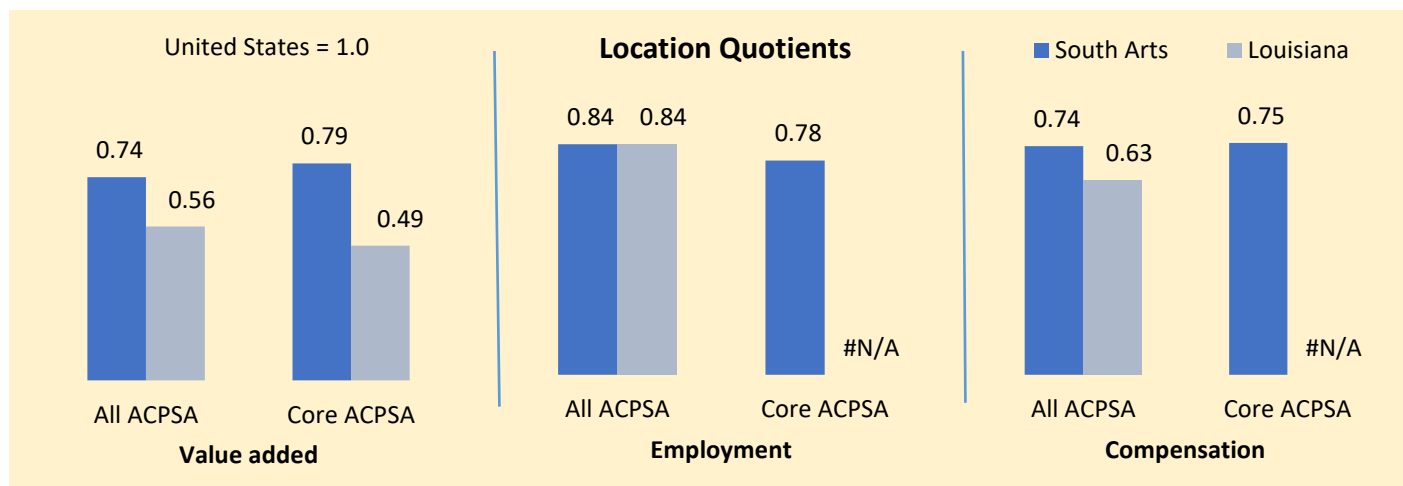 United States = 1.0
Location Quotients
South Arts
Louisiana
0.74
0.56
0.79
0.49
All ACPSA
Core ACPSA
Value added
0.84
0.84
0.78
#N/A
All ACPSA
Core ACPSA
Employment
0.74
0.63
0.75
#N/A
All ACPSA
Core ACPSA
Compensation